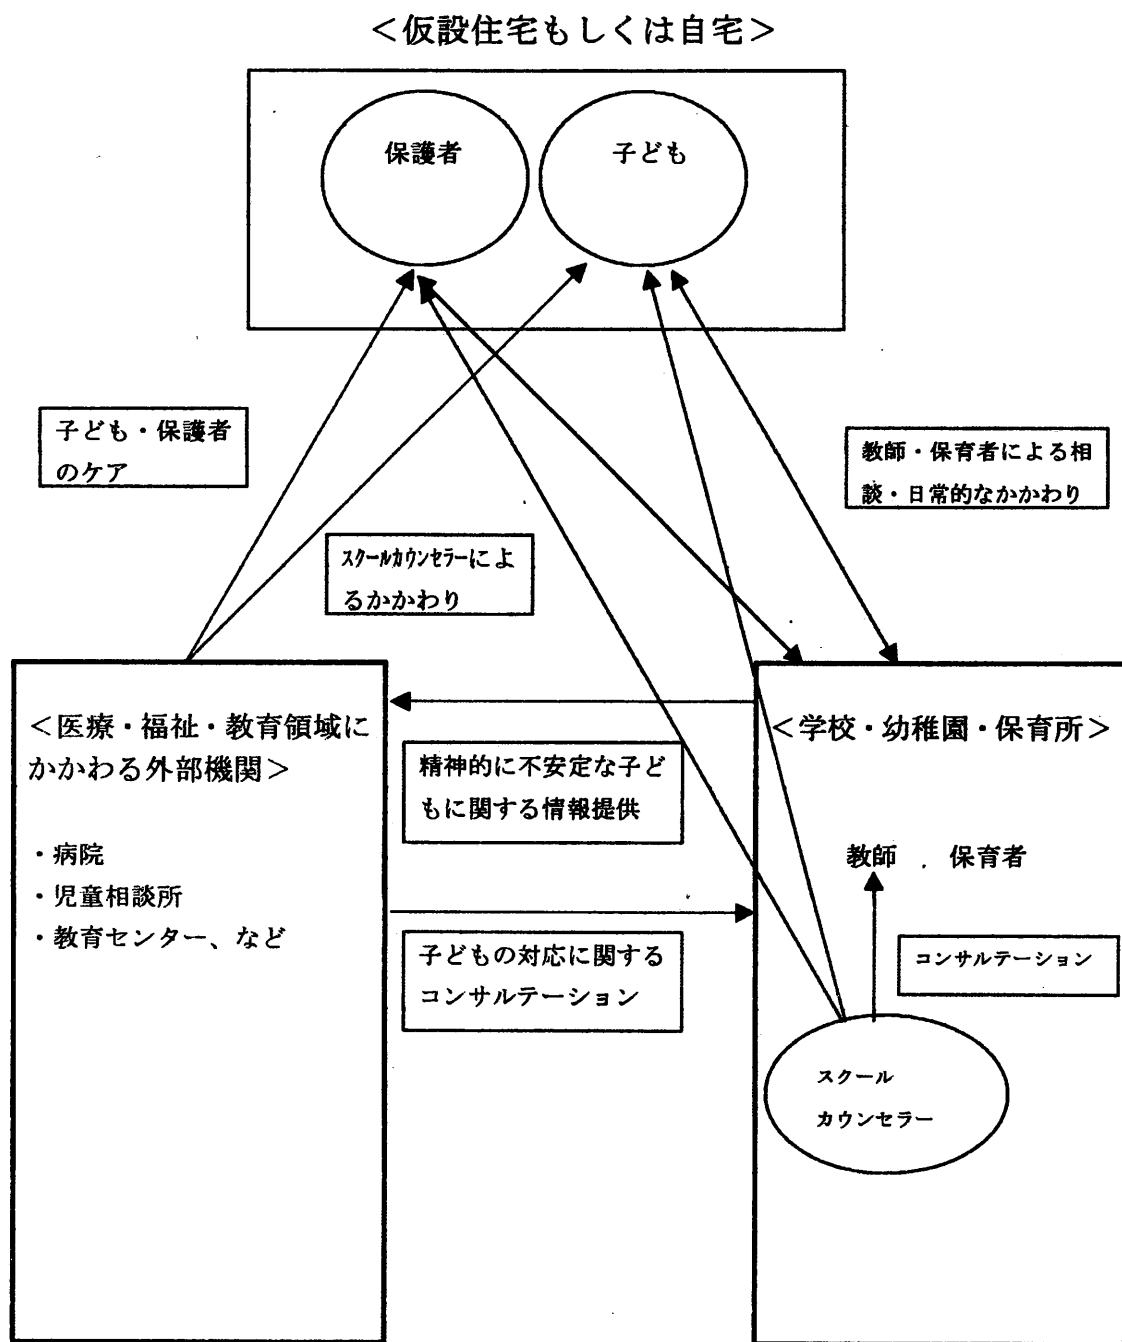 ＜仮設住宅もしくは自宅＞
保護者
子ども
子ども・保護者
のケア
教師・保育者による相
談・日常的なかかわり
スクールカウンセラーによ
るかかわり
＜医療・福祉・教育領域に
かかわる外部機関＞
・病院
・児童相談所
・教育センター、など
精神的に不安定な子ど
もに関する情報提供
子どもの対応に関する
コンサルテーション
＜学校・幼稚園・保育所＞
教師 . 保育者
コンサルテーション
スクール
カウンセラー